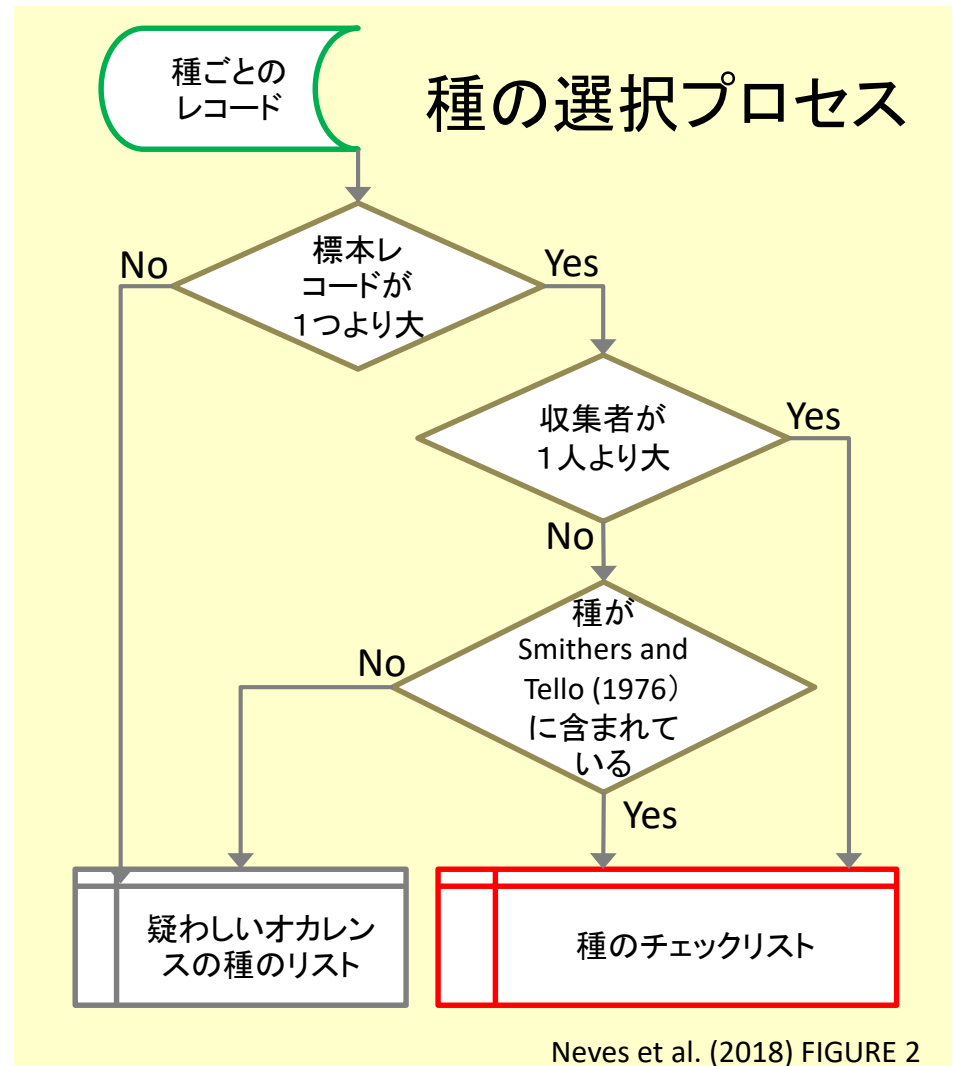 種ごとの
レコード
種の選択プロセス
標本レ
コードが
１つより大
No
Yes
収集者が
１人より大
Yes
No
種が
Smithers and
Tello (1976）
に含まれて
いる
No
Yes
疑わしいオカレン
スの種のリスト
種のチェックリスト
Neves et al. (2018) FIGURE 2